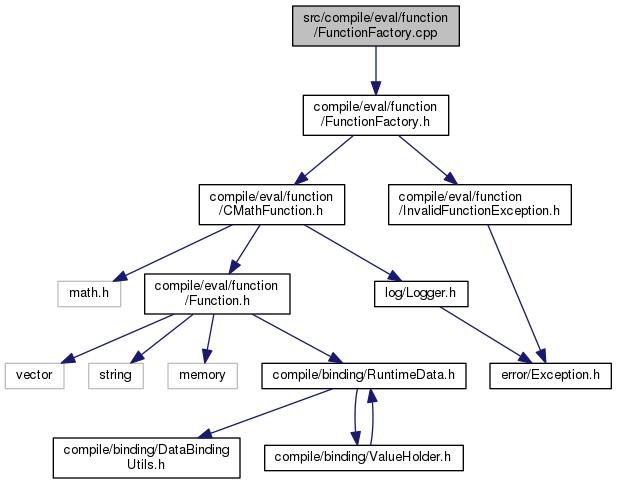 src/compile/eval/function
/FunctionFactory.cpp
compile/eval/function
/FunctionFactory.h
compile/eval/function
/CMathFunction.h
compile/eval/function
/InvalidFunctionException.h
math.h
compile/eval/function
/Function.h
log/Logger.h
vector
string
memory
compile/binding/RuntimeData.h
error/Exception.h
compile/binding/DataBinding
Utils.h
compile/binding/ValueHolder.h